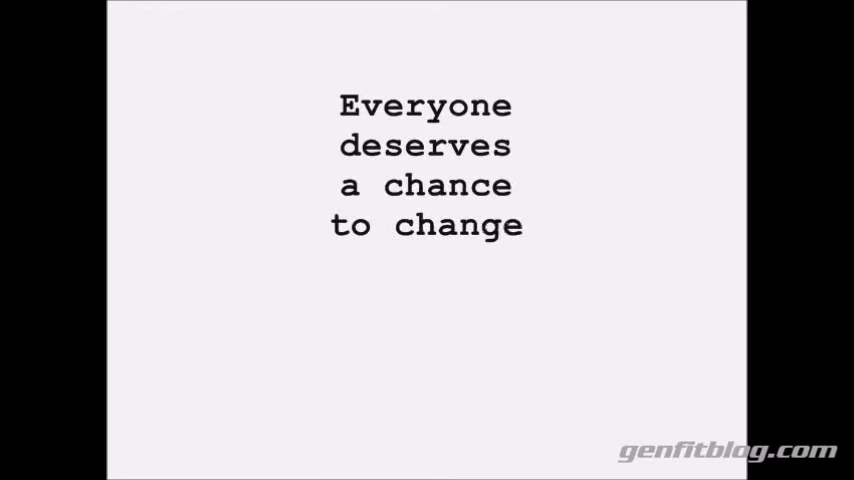 Everyone
deserves
a chance
to change
genfitblog.com